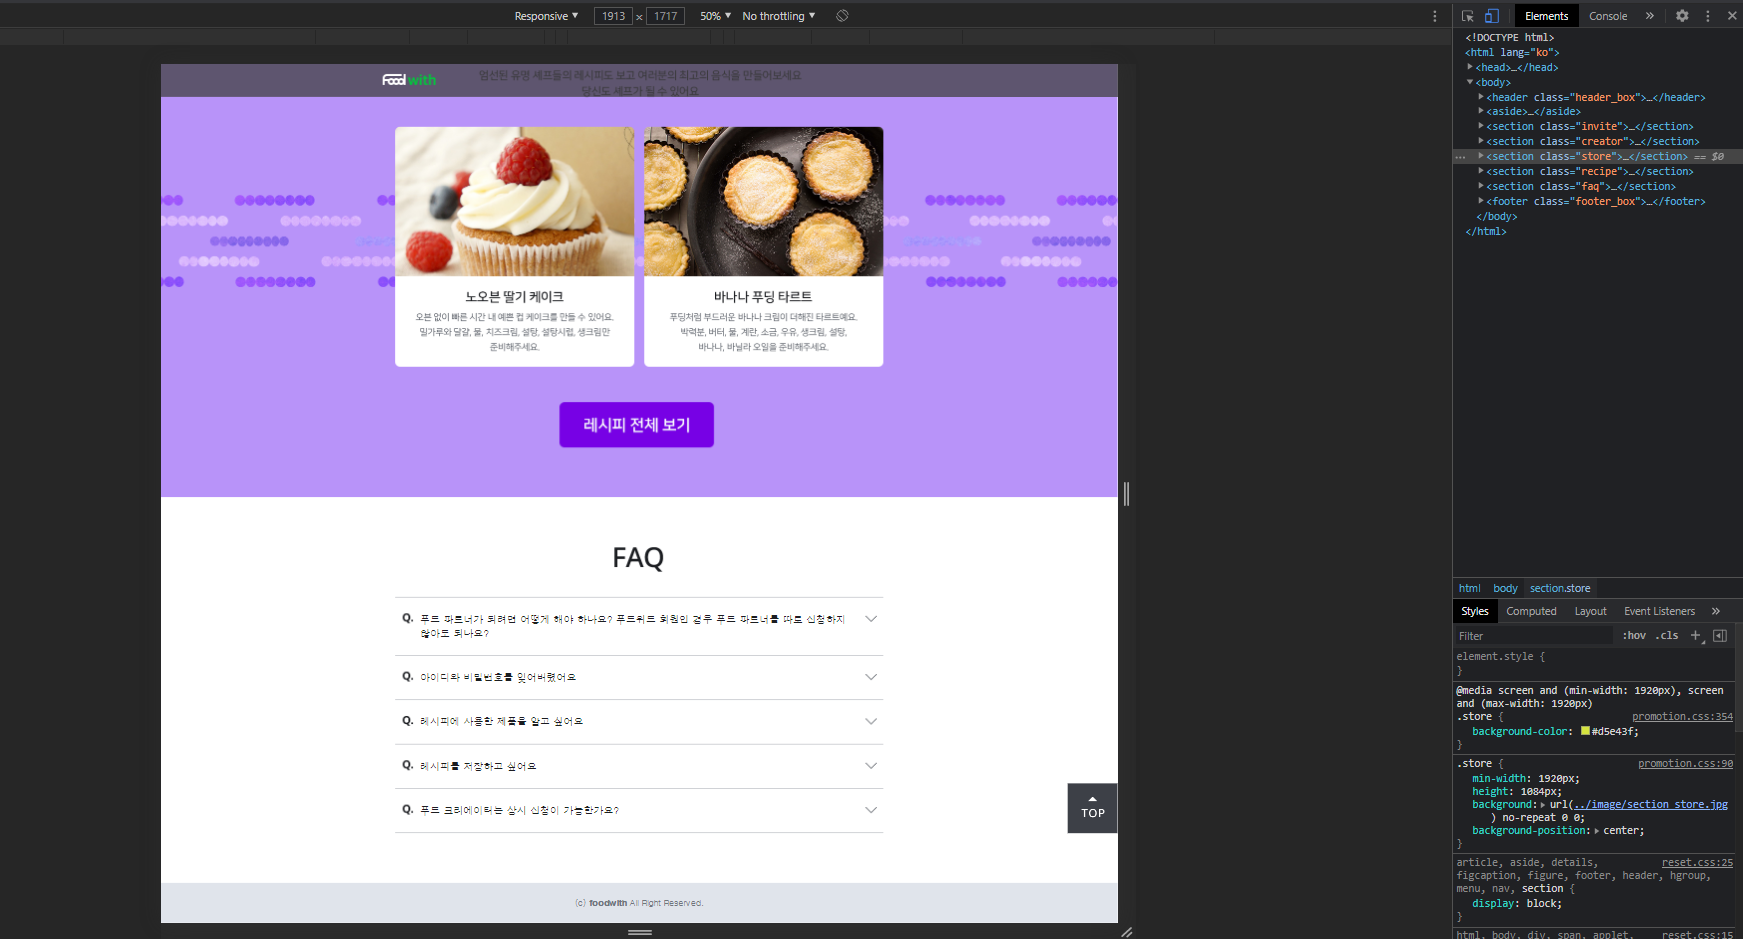 Responsive ▼ 1913 × 1717 50% ▼ No throttling ▼
Food with
엄선된 유명 셰프들의 레시피도 보고 여러분의 최고의 음식을 만들어보세요
당신도 셰프가 될 수 있어요
노오븐 딸기 케이크
오븐 없이 빠른 시간 내 예쁜 컵 케이크를 만들 수 있어요.
밀가루와 달걀, 물, 치즈크림, 설탕, 설탕시럽, 생크림만
준비해주세요.
바나나 푸딩 타르트
푸딩처럼 부드러운 바나나 크림이 더해진 타르트예요.
박력분, 버터, 물, 계란, 소금, 우유, 생크림, 설탕,
바나나, 바닐라 오일을 준비해주세요.
레시피 전체 보기
FAQ
Q. 푸드 파트너가 되려면 어떻게 해야 하나요? 푸드위드 회원인 경우 푸드 파트너를 따로 신청하지
않아도 되나요?
Q. 아이디와 비밀번호를 잊어버렸어요
Q. 레시피에 사용한 제품을 알고 싶어요
Q. 레시피를 저장하고 싶어요
Q. 푸드 크리에이터는 상시 신청이 가능한가요?
TOP
(c) foodwith All Right Reserved.
Elements Console »
<!DOCTYPE html>
<html lang="ko">
<head>…</head>
<body>
<header class="header_box">…</header>
<aside>…</aside>
<section class="invite">…</section>
<section class="creator">…</section>
<section class="store">…</section> == $0
<section class="recipe">…</section>
<section class="faq">…</section>
<footer class="footer_box">…</footer>
</body>
</html>
html body section.store
Styles Computed Layout Event Listeners »
Filter :hov .cls +
element.style {
}
@media screen and (min-width: 1920px), screen
and (max-width: 1920px)
.store { promotion.css:354
background-color: #d5e43f;
}
.store { promotion.css:90
min-width: 1920px;
height: 1084px;
background: url(../image/section_store.jpg
) no-repeat 0 0;
background-position: center;
}
article, aside, details, reset.css:25
figcaption, figure, footer, header, hgroup,
menu, nav, section {
display: block;
}
html, body, div, span, applet, reset.css:15